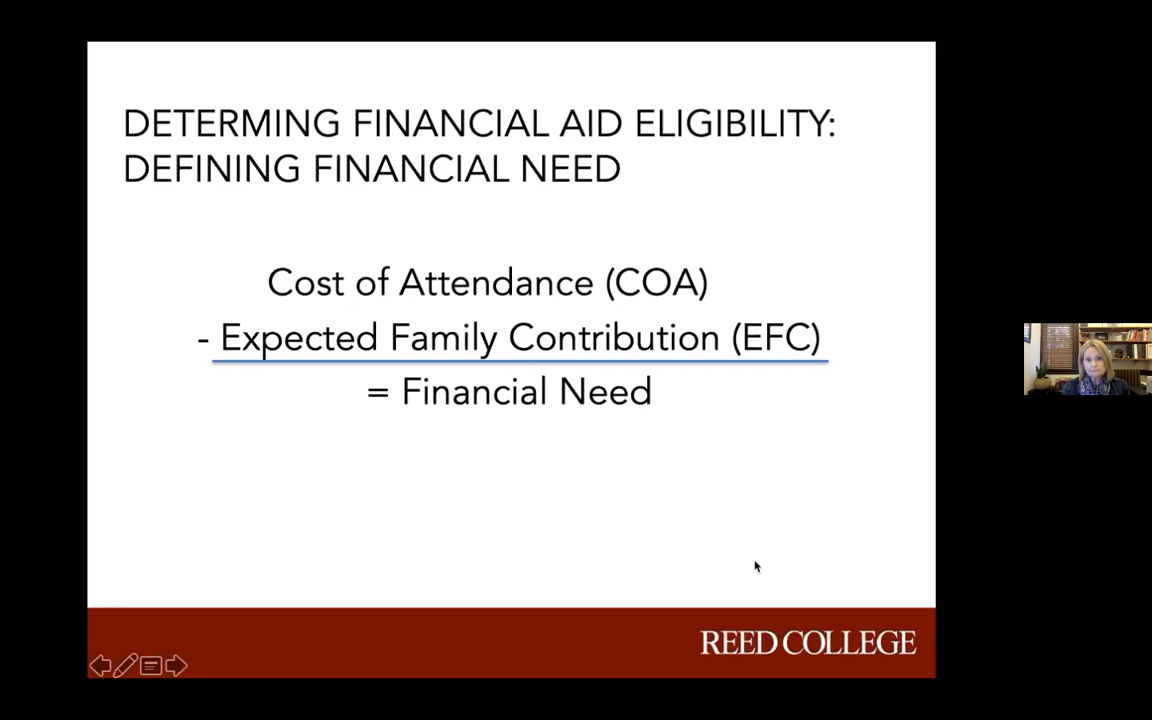 DETERMING FINANCIAL AID ELIGIBILITY:
DEFINING FINANCIAL NEED
Cost of Attendance (COA)
- Expected Family Contribution (EFC)
= Financial Need
REED COLLEGE